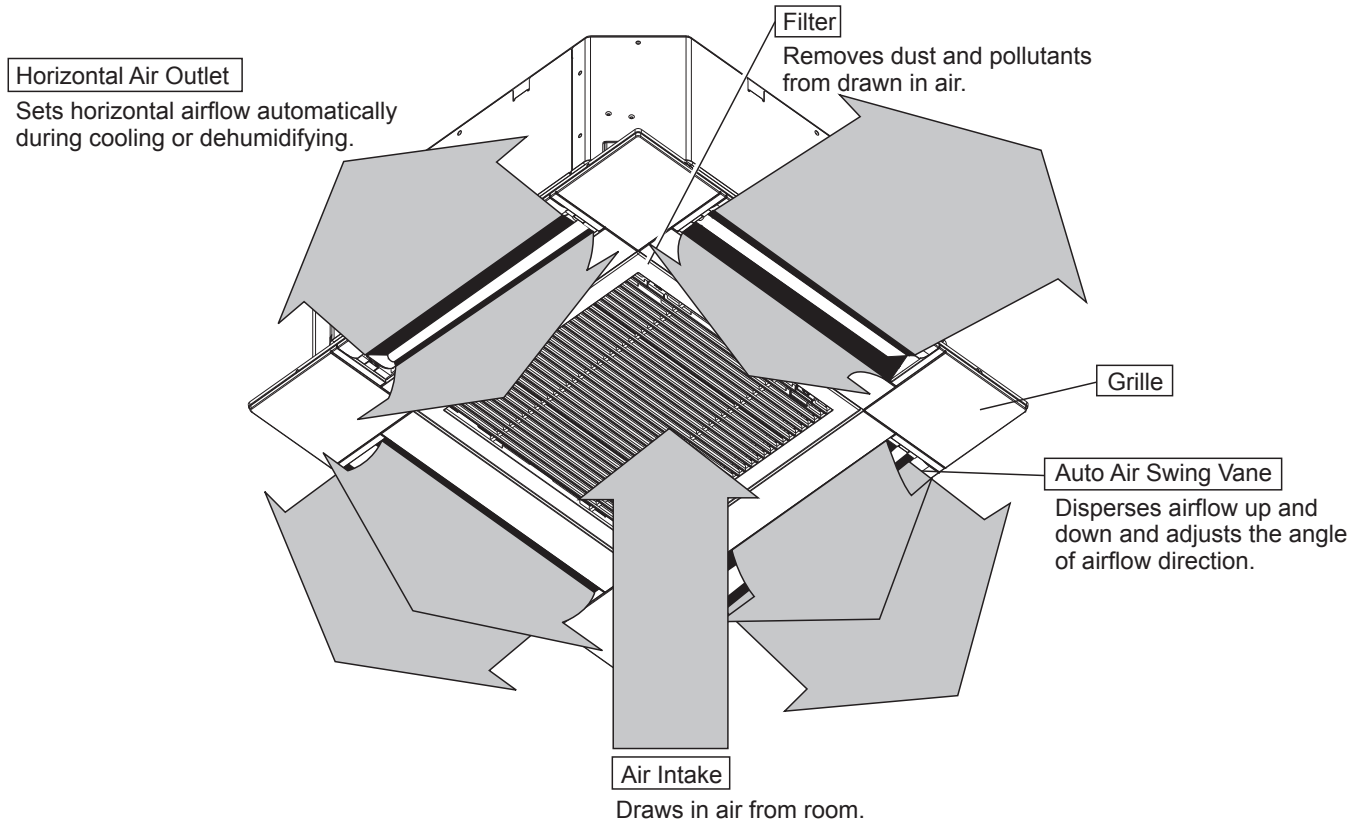 Filter
Removes dust and pollutants
from drawn in air.
Horizontal Air Outlet
Sets horizontal airflow automatically
during cooling or dehumidifying.
Grille
Auto Air Swing Vane
Disperses airflow up and
down and adjusts the angle
of airflow direction.
Air Intake
Draws in air from room.